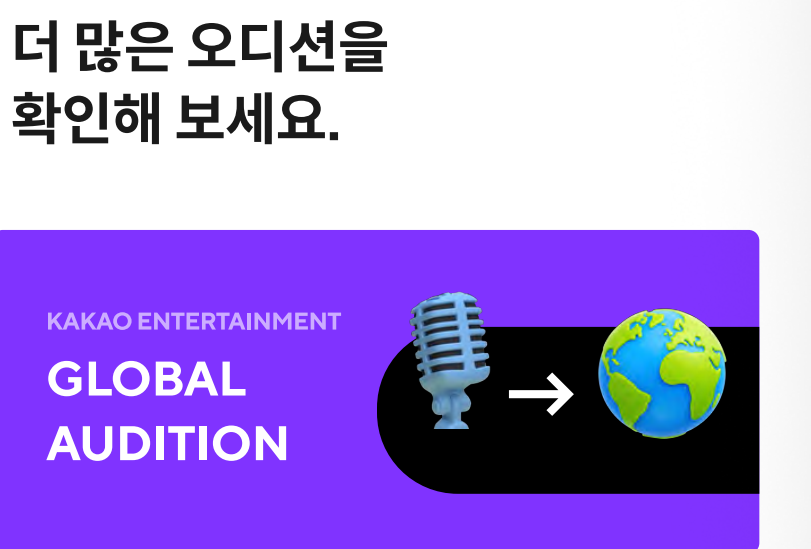 더 많은 오디션을
확인해 보세요.
KAKAO ENTERTAINMENT
GLOBAL
AUDITION